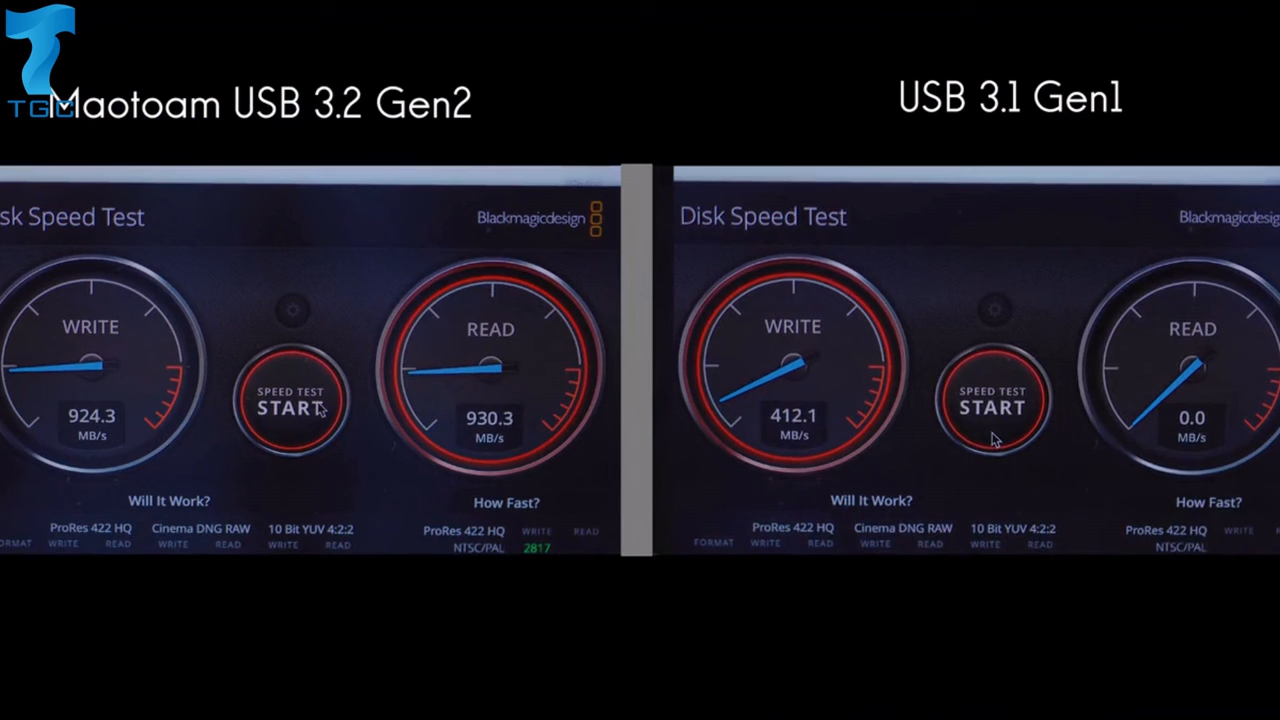 TGC
Maotoam USB 3.2 Gen2
USB 3.1 Gen1
sk Speed Test
Blackmagicdesign
WRITE
924.3
MB/s
SPEED TEST
START
READ
930.3
MB/s
Will It Work?
How Fast?
ProRes 422 HQ Cinema DNG RAW 10 Bit YUV 4:2:2
ORMAT WRITE READ WRITE READ WRITE READ
ProRes 422 HQ WRITE READ
NTSC/PAL 2817
Disk Speed Test
Blackmagicdesig
WRITE
412.1
MB/s
SPEED TEST
START
READ
0.0
MB/s
Will It Work?
How Fast?
ProRes 422 HQ Cinema DNG RAW 10 Bit YUV 4:2:2
FORMAT WRITE READ WRITE READ WRITE READ
ProRes 422 HQ WRITE
NTSC/PAL